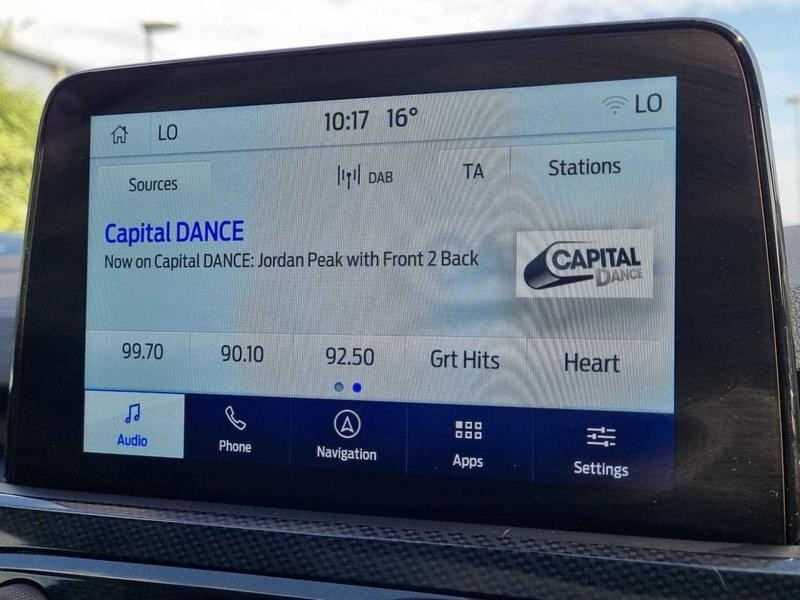 LO 10:17 16° LO
Sources DAB TA Stations
Capital DANCE
Now on Capital DANCE: Jordan Peak with Front 2 Back
CAPITAL
DANCE
99.70 90.10 92.50 Grt Hits Heart
Audio Phone Navigation Apps Settings